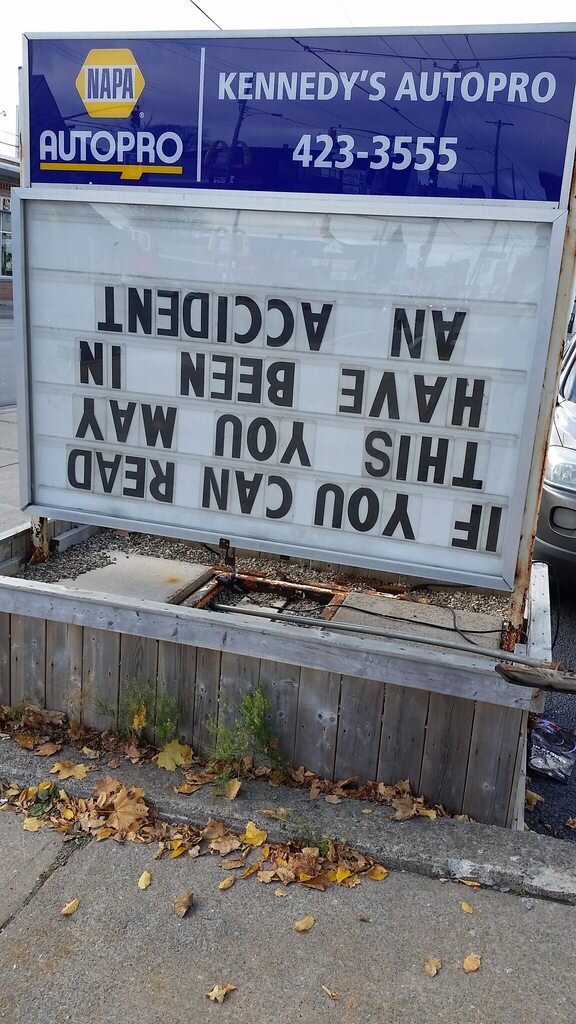 NAPA
AUTOPRO
KENNEDY'S AUTOPRO
423-3555
IF YOU CAN READ
THIS YOU MAY
HAVE BEEN IN
AN ACCIDENT